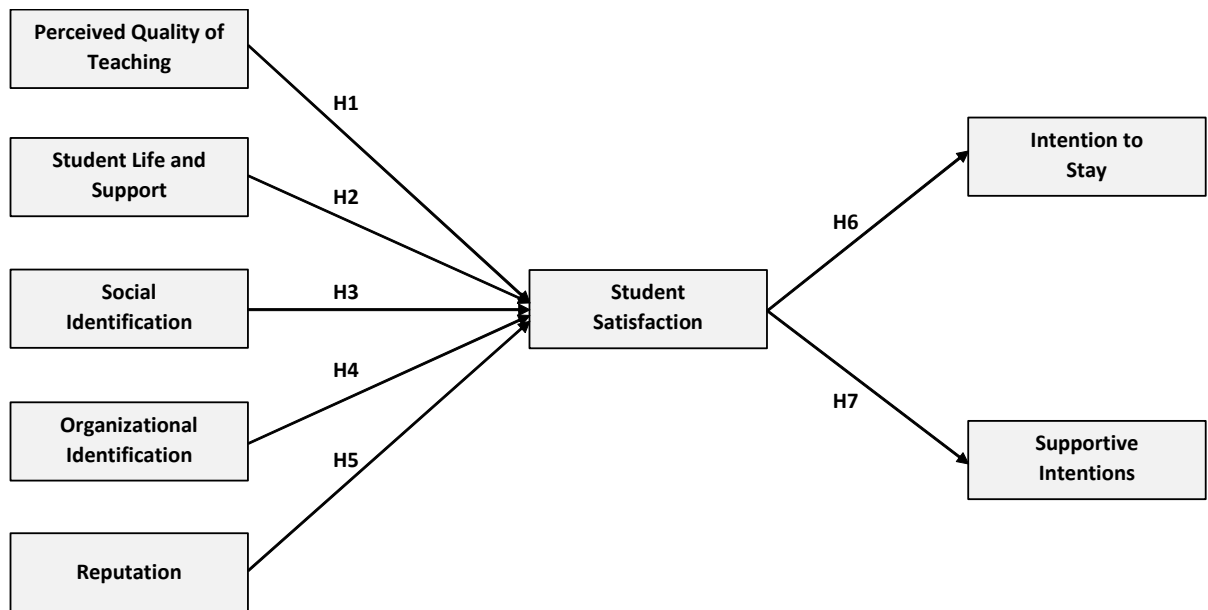 Perceived Quality of
Teaching
H1
Student Life and
Support
H2
Social
Identification
H3
Organizational
Identification
H4
Reputation
H5
Student
Satisfaction
H6
Intention to
Stay
H7
Supportive
Intentions